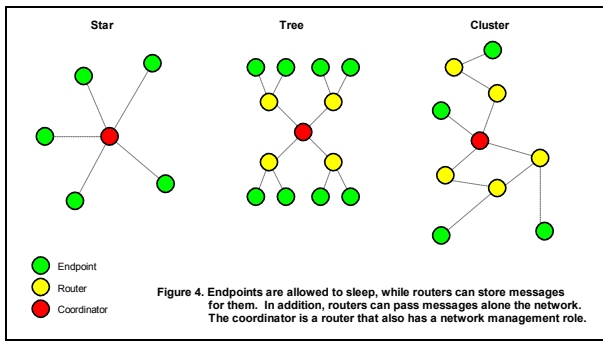 Star Tree Cluster
Endpoint
Router
Coordinator
Figure 4. Endpoints are allowed to sleep, while routers can store messages
for them. In addition, routers can pass messages alone the network.
The coordinator is a router that also has a network management role.